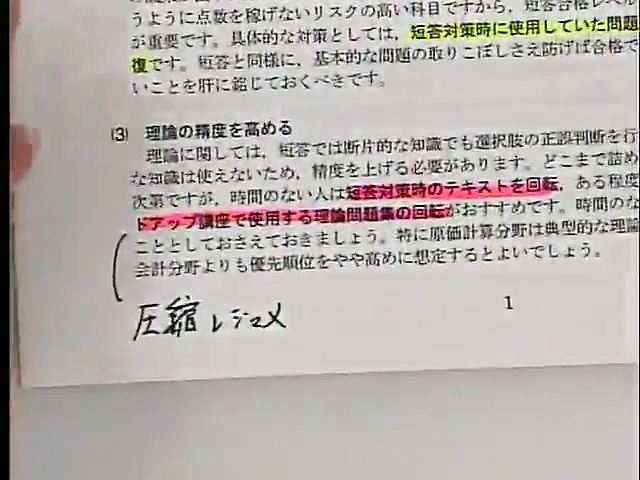 うように点数を稼げないリスクの高い科目ですから、短答合格レベル
が重要です。具体的な対策としては、短答対策時に使用していた問題
復です。短答と同様に、基本的な問題の取りこぼしさえ防げば合格で
いことを肝に銘じておくべきです。
(3) 理論の精度を高める
理論に関しては、短答では断片的な知識でも選択肢の正誤判断を行
な知識は使えないため、精度を上げる必要があります。どこまで詰め
次第ですが、時間のない人は短答対策時のテキストを回転、ある程度
ドアップ講座で使用する理論問題集の回転がおすすめです。時間のな
こととしておさえておきましょう。特に原価計算分野は典型的な理論
会計分野よりも優先順位をやや高めに想定するとよいでしょう。
圧縮レジュメ
1